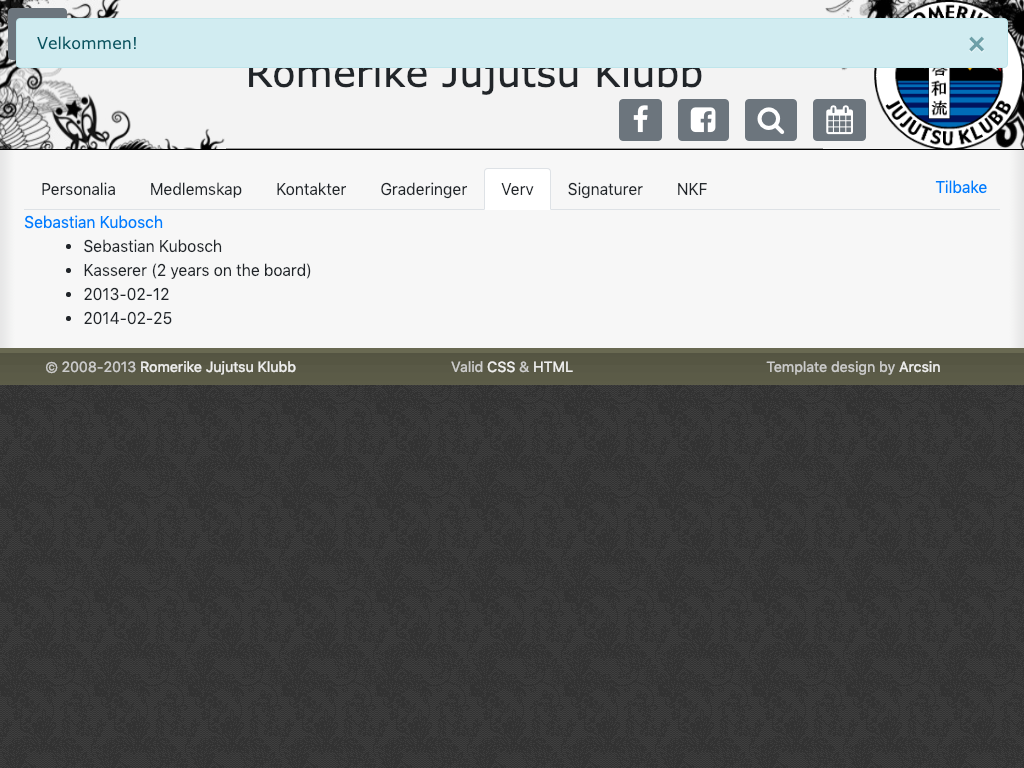 Velkommen!
×
Romerike Jujutsu Klubb
ROMERIKE
和流
JUJUTSU KLUBB
Personalia Medlemskap Kontakter Graderinger Verv Signaturer NKF Tilbake
Sebastian Kubosch
Sebastian Kubosch
Kasserer (2 years on the board)
2013-02-12
2014-02-25
© 2008-2013 Romerike Jujutsu Klubb Valid CSS & HTML Template design by Arcsin